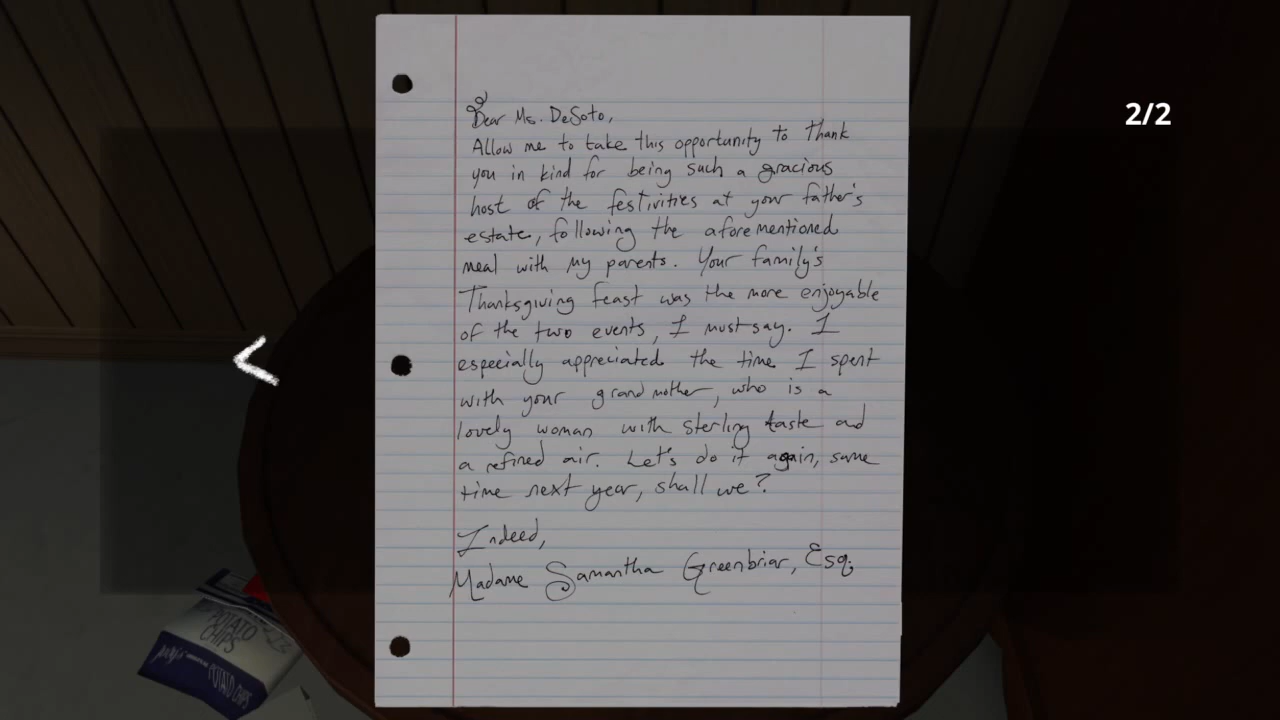 2/2
Dear Ms. DeSoto,
Allow me to take this opportunity to thank
you in kind for being such a gracious
host of the festivities at your father's
estate, following the aforementioned
meal with my parents. Your family's
Thanksgiving feast was the more enjoyable
of the two events, I must say. I
especially appreciated the time I spent
with your grandmother, who is a
lovely woman with sterling taste and
a refined air. Let's do it again, same
time next year, shall we?
Indeed,
Madame Samantha Greenbriar, Esq.
POTATO
CHIPS
POTATO CHIPS